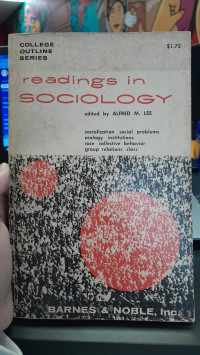 COLLEGE
OUTLINE
SERIES
$1.75
readings in
SOCIOLOGY
edited by ALFRED M. LEE
socialization social problems
ecology institutions
race collective behavior
group relations class
BARNES & NOBLE, Inc.